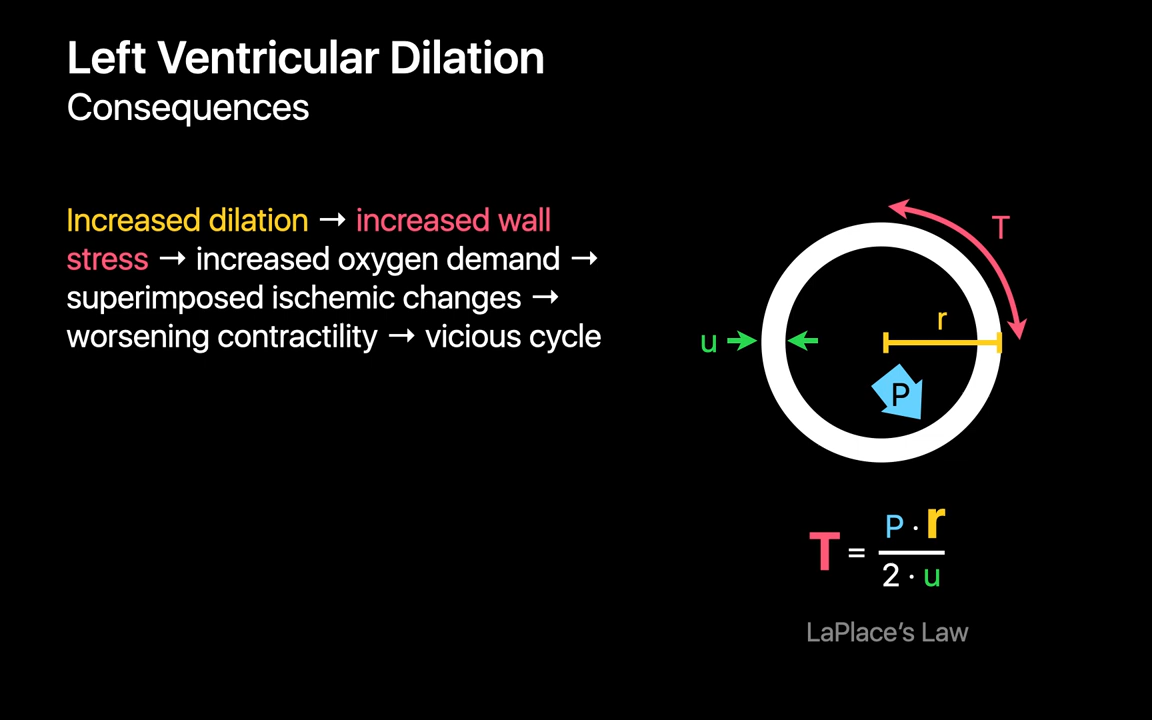 Left Ventricular Dilation
Consequences
Increased dilation → increased wall
stress → increased oxygen demand →
superimposed ischemic changes →
worsening contractility → vicious cycle
T
r
u
P
T = P · r
2 · u
LaPlace’s Law